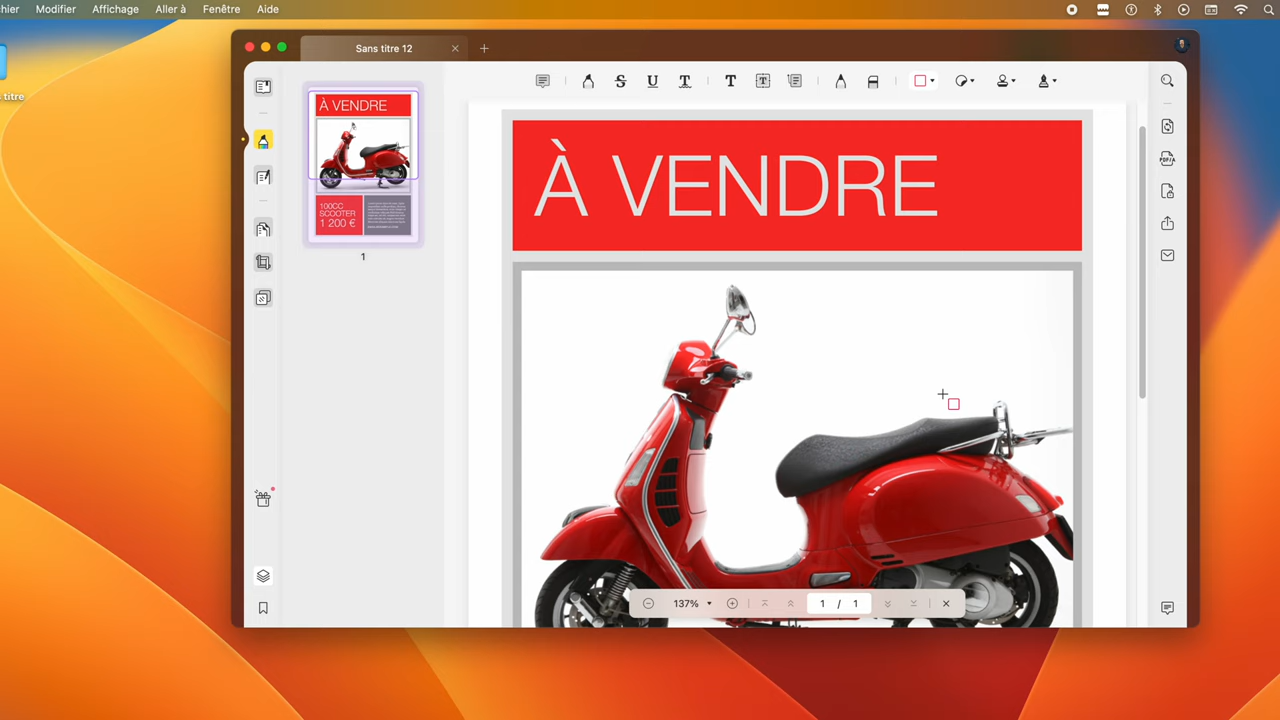 hier Modifier Affichage Aller à Fenêtre Aide
Sans titre 12
titre
À VENDRE
100CC
SCOOTER
1 200 €
1
S U T T T
PDF/A
À VENDRE
137% 1 / 1